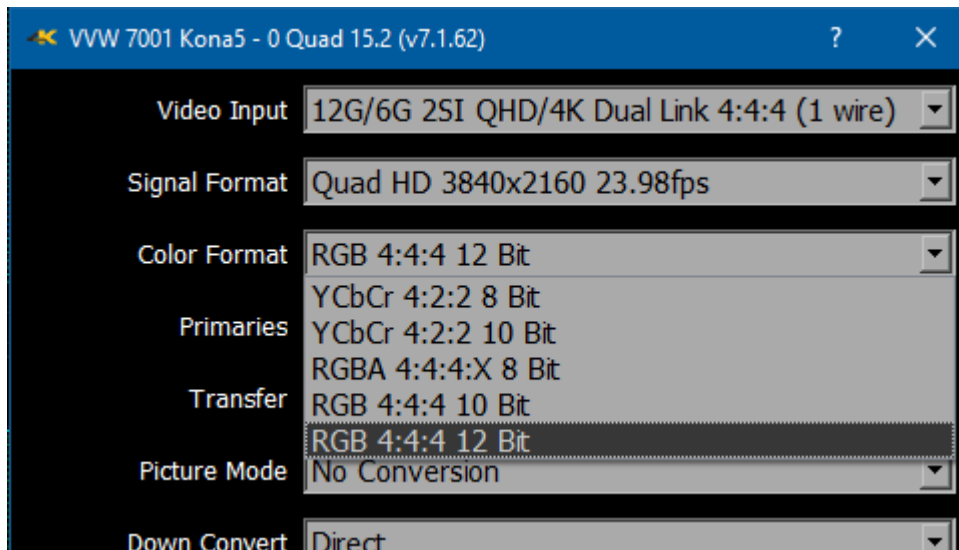 VVW 7001 Kona5 - 0 Quad 15.2 (v7.1.62) ? ×
Video Input 12G/6G 2SI QHD/4K Dual Link 4:4:4 (1 wire)
Signal Format Quad HD 3840x2160 23.98fps
Color Format RGB 4:4:4 12 Bit
YCbCr 4:2:2 8 Bit
Primaries YCbCr 4:2:2 10 Bit
RGBA 4:4:4:X 8 Bit
Transfer RGB 4:4:4 10 Bit
RGB 4:4:4 12 Bit
Picture Mode No Conversion
Down Convert Direct